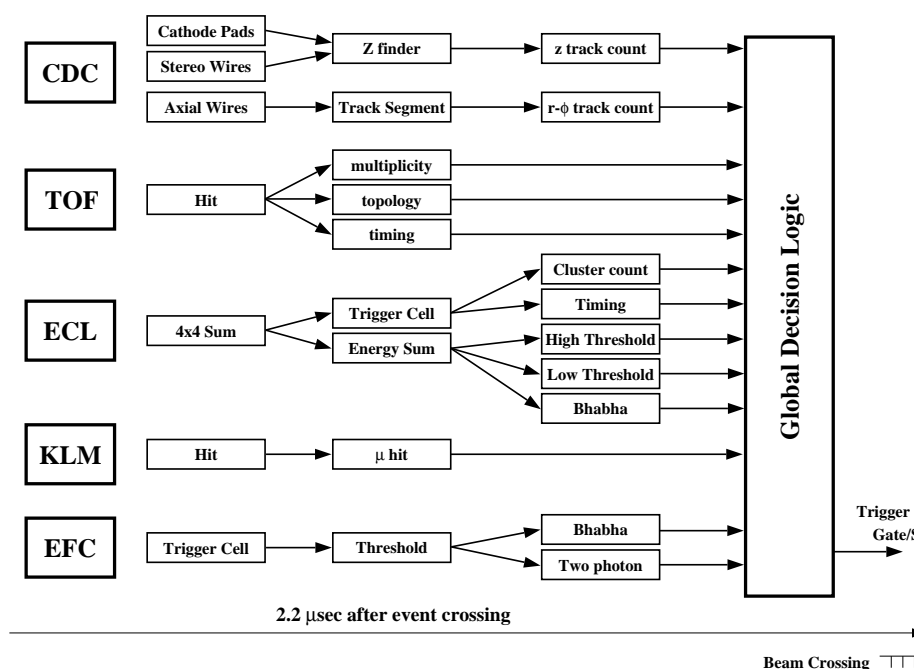 CDC
Cathode Pads
Stereo Wires
Z finder
z track count
Axial Wires
Track Segment
r-ϕ track count
TOF
Hit
multiplicity
topology
timing
ECL
4x4 Sum
Trigger Cell
Energy Sum
Cluster count
Timing
High Threshold
Low Threshold
Bhabha
KLM
Hit
μ hit
EFC
Trigger Cell
Threshold
Bhabha
Two photon
Global Decision Logic
Trigger
Gate/S
2.2 μsec after event crossing
Beam Crossing